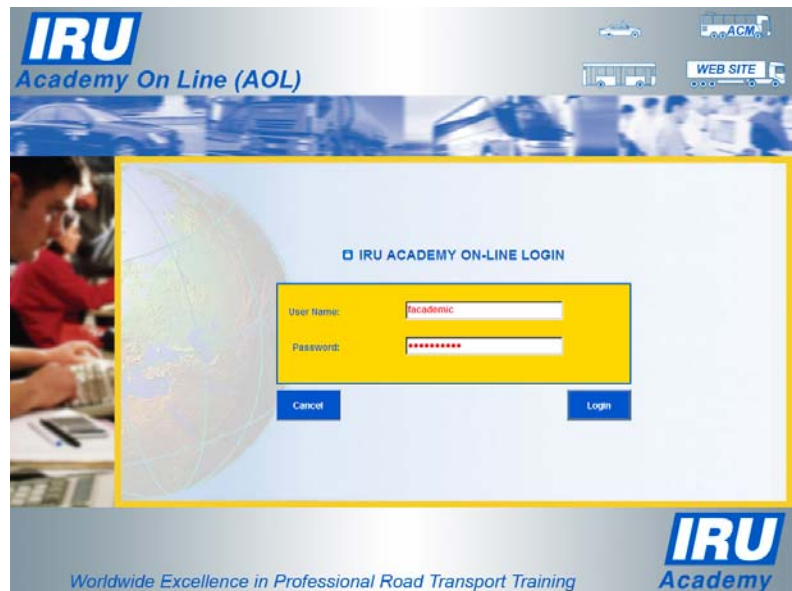 IRU
Academy On Line (AOL)
ACM
WEB SITE
IRU ACADEMY ON-LINE LOGIN
User Name:
facademic
Password:
••••••••••
Cancel
Login
IRU
Academy
Worldwide Excellence in Professional Road Transport Training